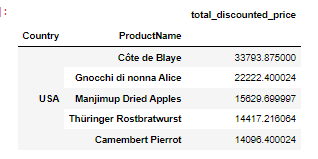 :
total_discounted_price
Country ProductName
USA Côte de Blaye 33793.875000
Gnocchi di nonna Alice 22222.400024
Manjimup Dried Apples 15629.699997
Thüringer Rostbratwurst 14417.216064
Camembert Pierrot 14096.400024